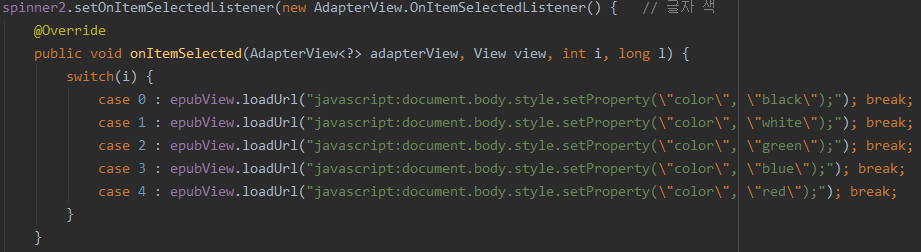 spinner2.setOnItemSelectedListener(new AdapterView.OnItemSelectedListener() {   // 글자 색
    @Override
    public void onItemSelected(AdapterView<?> adapterView, View view, int i, long l) {
        switch(i) {
            case 0 : epubView.loadUrl("javascript:document.body.style.setProperty(\"color\", \"black\");"); break;
            case 1 : epubView.loadUrl("javascript:document.body.style.setProperty(\"color\", \"white\");"); break;
            case 2 : epubView.loadUrl("javascript:document.body.style.setProperty(\"color\", \"green\");"); break;
            case 3 : epubView.loadUrl("javascript:document.body.style.setProperty(\"color\", \"blue\");"); break;
            case 4 : epubView.loadUrl("javascript:document.body.style.setProperty(\"color\", \"red\");"); break;
        }
    }